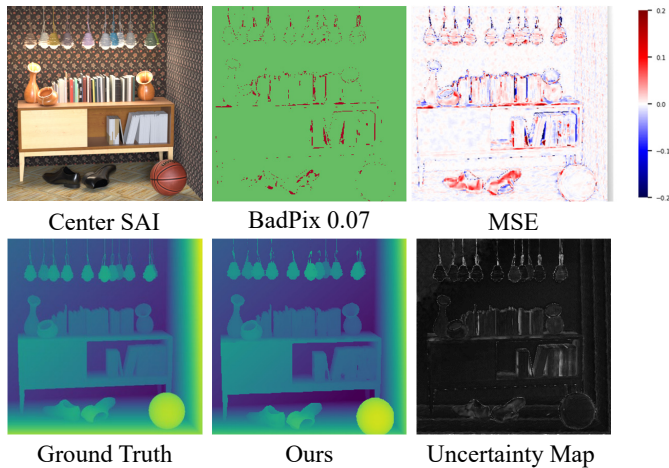 0.2
0.1
0.0
-0.1
-0.2
Center SAI
BadPix 0.07
MSE
Ground Truth
Ours
Uncertainty Map